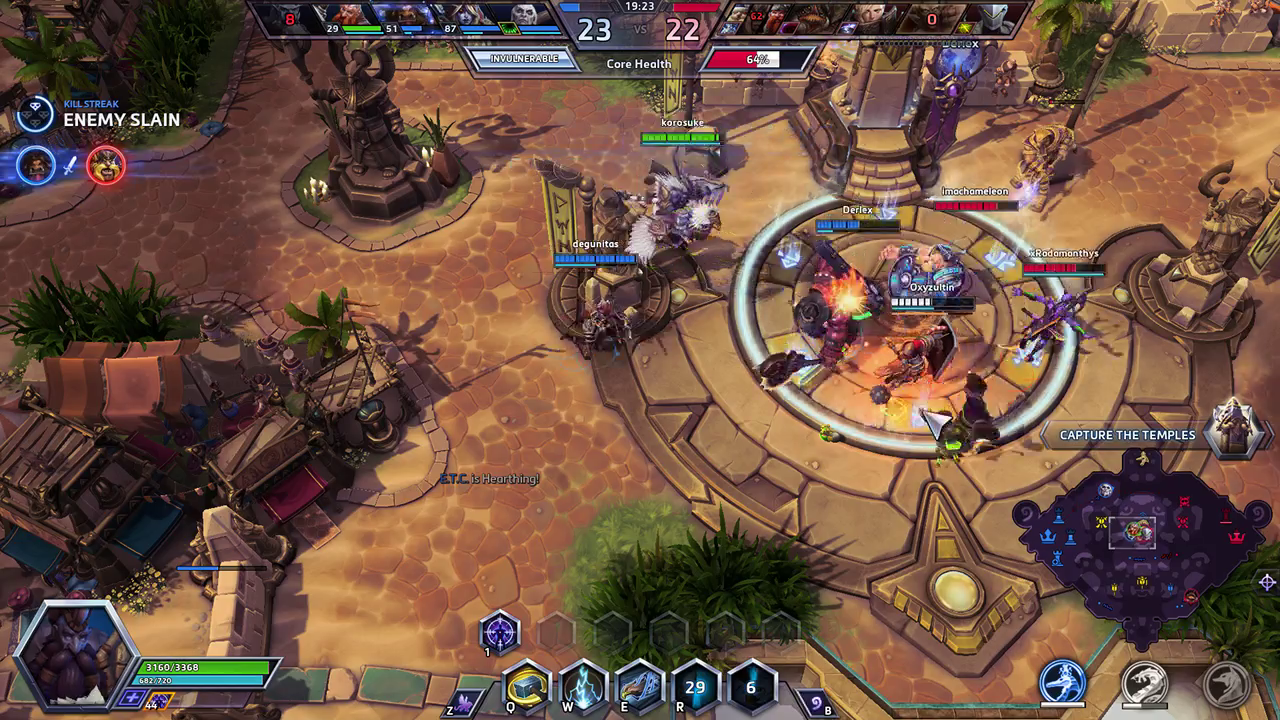 19:23
8
29
51
87
62
0
23 VS 22
INVULNERABLE
Core Health
64%
Derlex
KILL STREAK
ENEMY SLAIN
korosuke
imachameleon
Derlex
degunitas
xRadamanthys
Oxyzultin
CAPTURE THE TEMPLES
E.T.C. is Hearthing!
1
3160/3368
682/720
44
Z
Q
W
E
R
29
6
B